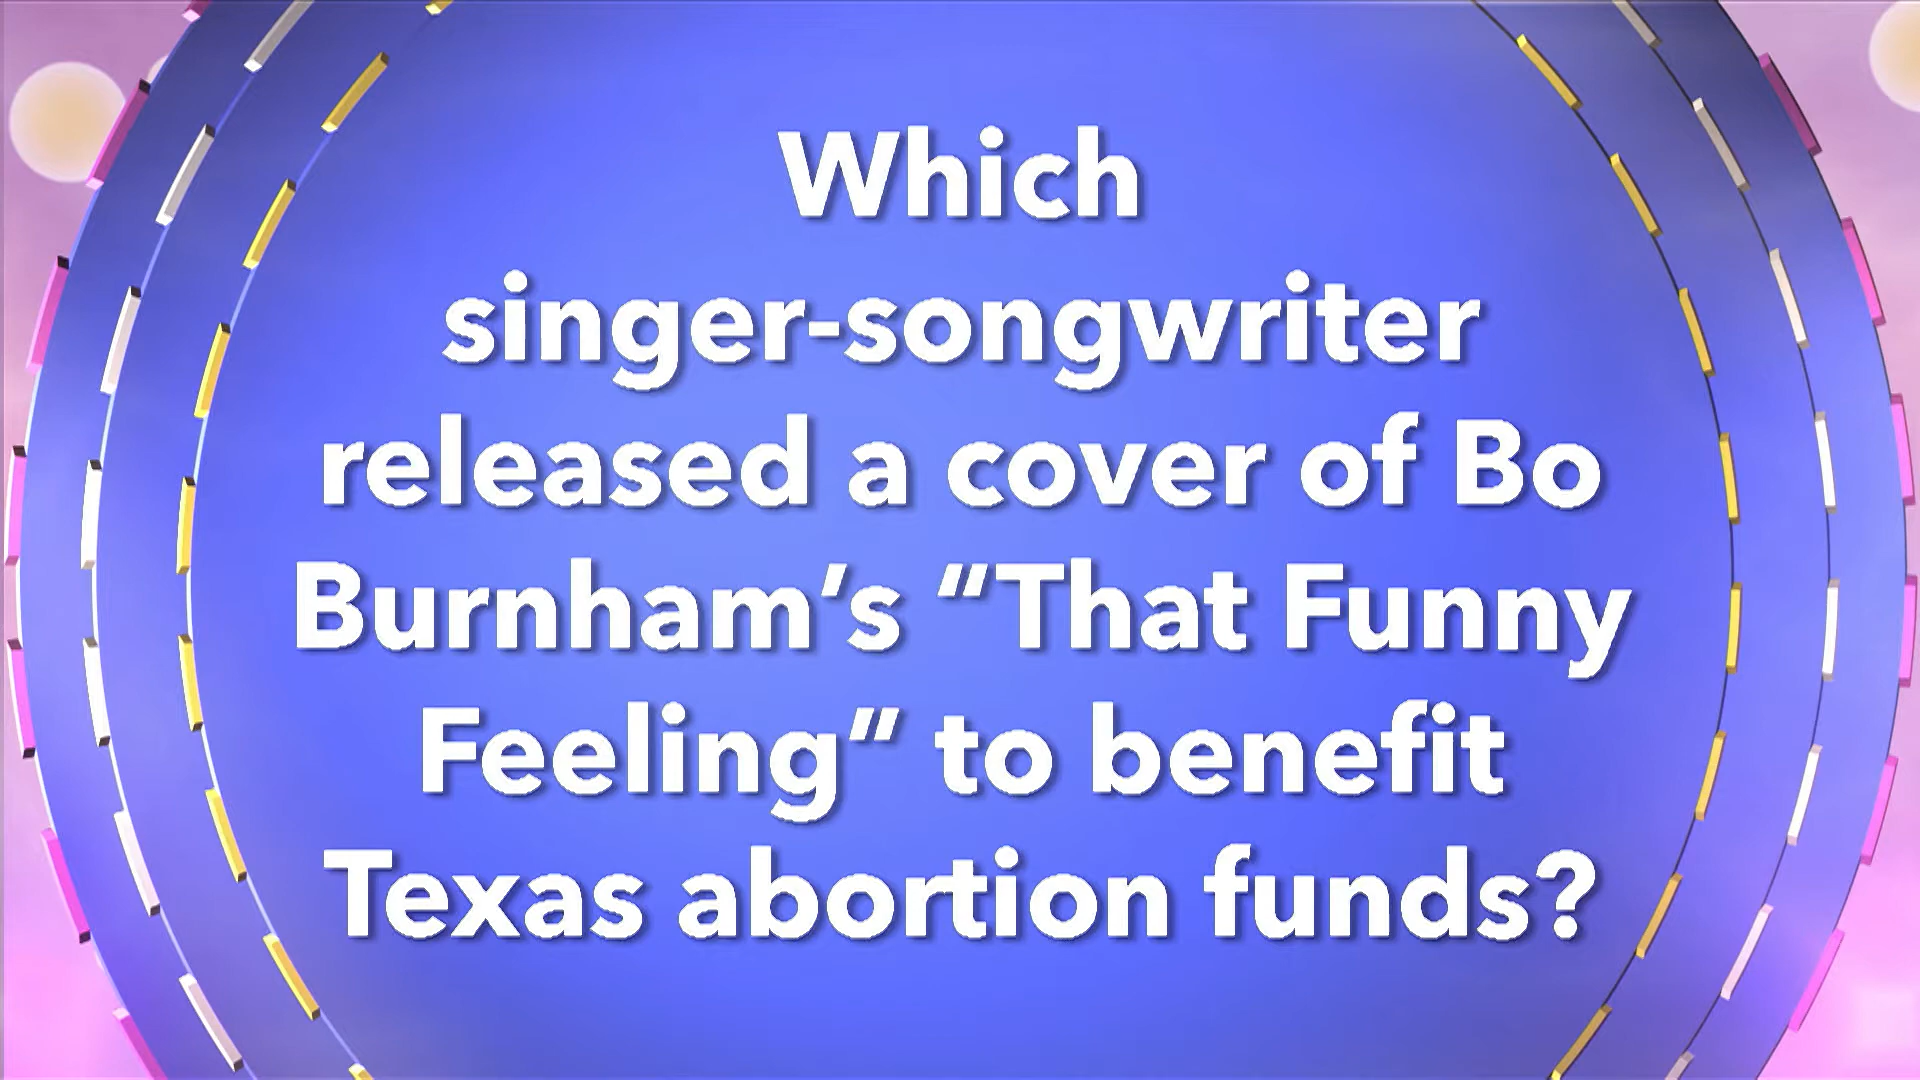 Which
singer-songwriter
released a cover of Bo
Burnham’s “That Funny
Feeling” to benefit
Texas abortion funds?